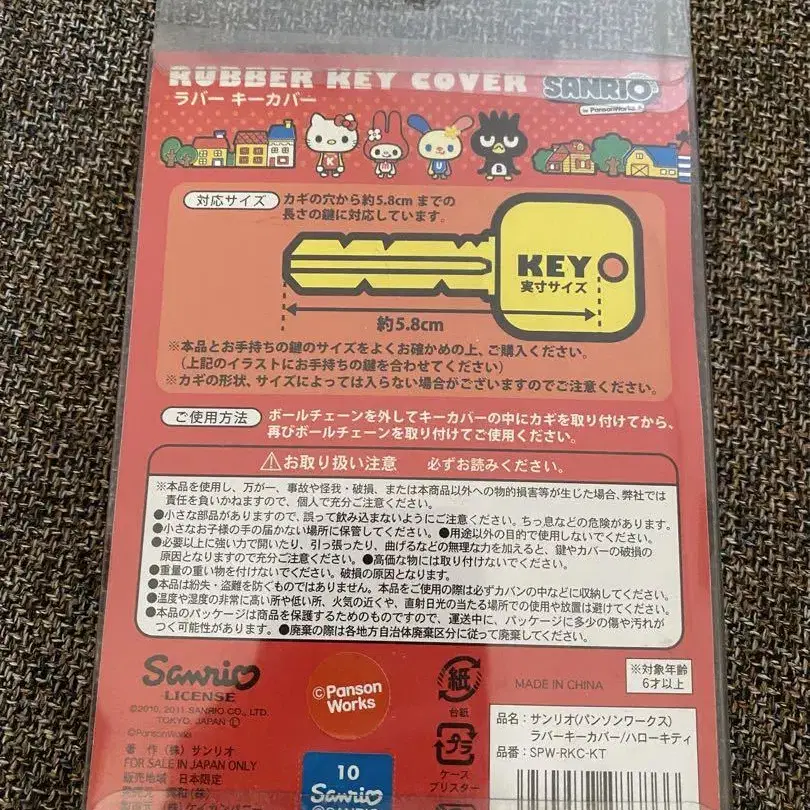 RUBBER KEY COVER
ラバー キーカバー
SANRIO
by PansonWorks
K
M
U
B
対応サイズ
カギの穴から約5.8cm までの
長さの鍵に対応しています。
KEY
実寸サイズ
約5.8cm
※本品とお手持ちの鍵のサイズをよくお確かめの上、ご購入ください。
（上記のイラストにお手持ちの鍵を合わせてください）
※カギの形状、サイズによっては入らない場合がございますのでご注意ください。
ご使用方法
ボールチェーンを外してキーカバーの中にカギを取り付けてから、
再びボールチェーンを取り付けてご使用ください。
⚠お取り扱い注意 必ずお読みください。
※本品を使用し、万が一、事故や怪我・破損、または本商品以外への物的損害等が生じた場合、弊社では
責任を負いかねますので、個人で充分ご注意ください。
●小さな部品がありますので、誤って飲み込まないようにご注意ください。ちっ息などの危険があります。
●小さなお子様の手の届かない場所に保管してください。●用途以外の目的で使用しないでください。
●必要以上に強い力で開いたり、引っ張ったり、曲げるなどの無理な力を加えると、鍵やカバーの破損の
原因となりますので充分ご注意ください。●高価な物には取り付けないでください。
●重量の重い物を付けないでください。破損の原因となります。
●本品は紛失・盗難を防ぐものではありません。本品をご使用の際は必ずカバンの中などに収納してください。
●温度や湿度の非常に高い所や低い所、火気の近くや、直射日光の当たる場所での使用や放置は避けてください。
●本品のパッケージは商品を保護するためのものですので、運送中に、パッケージに多少の傷や汚れが
つく可能性があります。●廃棄の際は各地方自治体廃棄区分に従って廃棄してください。
Sanrio
LICENSE
©2010, 2011 SANRIO CO., LTD.
TOKYO, JAPAN Ⓛ
©PansonWorks
著 作 （株）サンリオ
FOR SALE IN JAPAN ONLY
販売地域：日本限定
©Panson
Works
10
Sanrio
紙
台紙
プラ
ケース
ブリスター
MADE IN CHINA
※対象年齢
6才以上
品名：サンリオ(パンソンワークス)
ラバーキーカバー/ハローキティ
品番：SPW-RKC-KT